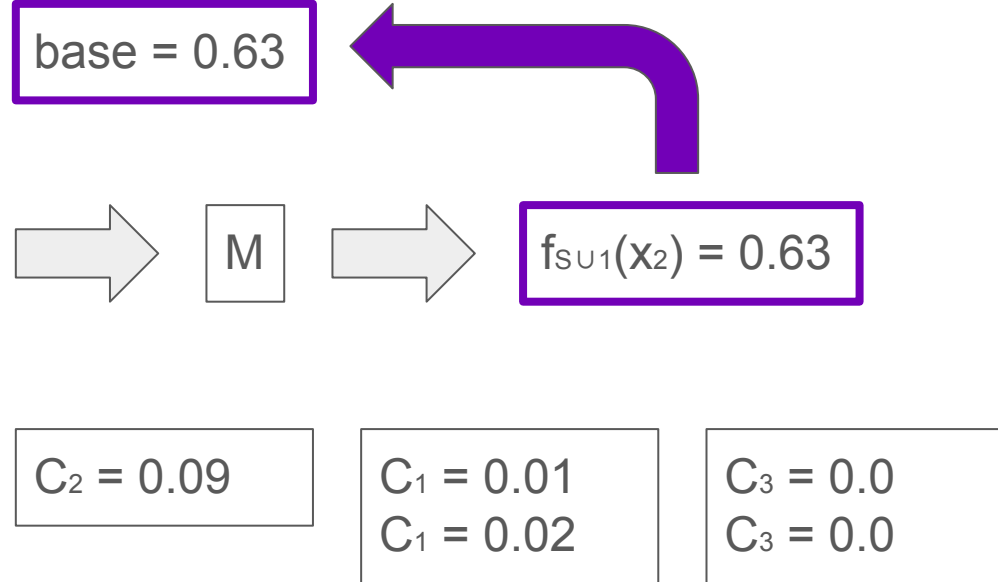 base = 0.63
M
fS∪1(x2) = 0.63
C2 = 0.09
C1 = 0.01
C1 = 0.02
C3 = 0.0
C3 = 0.0